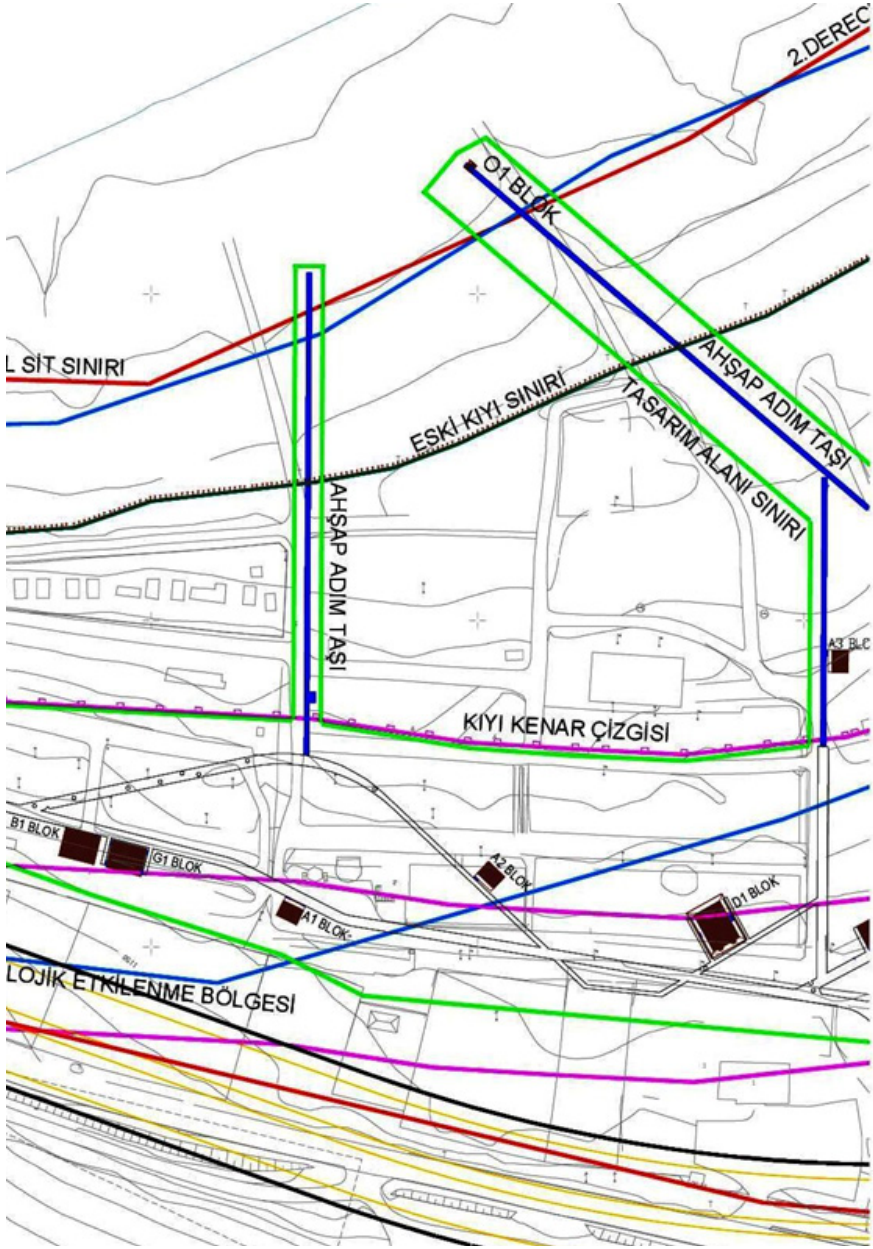 2.DEREC
O1 BLOK
L SİT SINIRI
ESKİ KIYI SINIRI
AHŞAP ADIM TAŞI
TASARIM ALANI SINIRI
AHŞAP ADIM TAŞI
A3 BLO
KIYI KENAR ÇİZGİSİ
B1 BLOK
G1 BLOK
A2 BLOK
D1 BLOK
A1 BLOK
LOJİK ETKİLENME BÖLGESİ